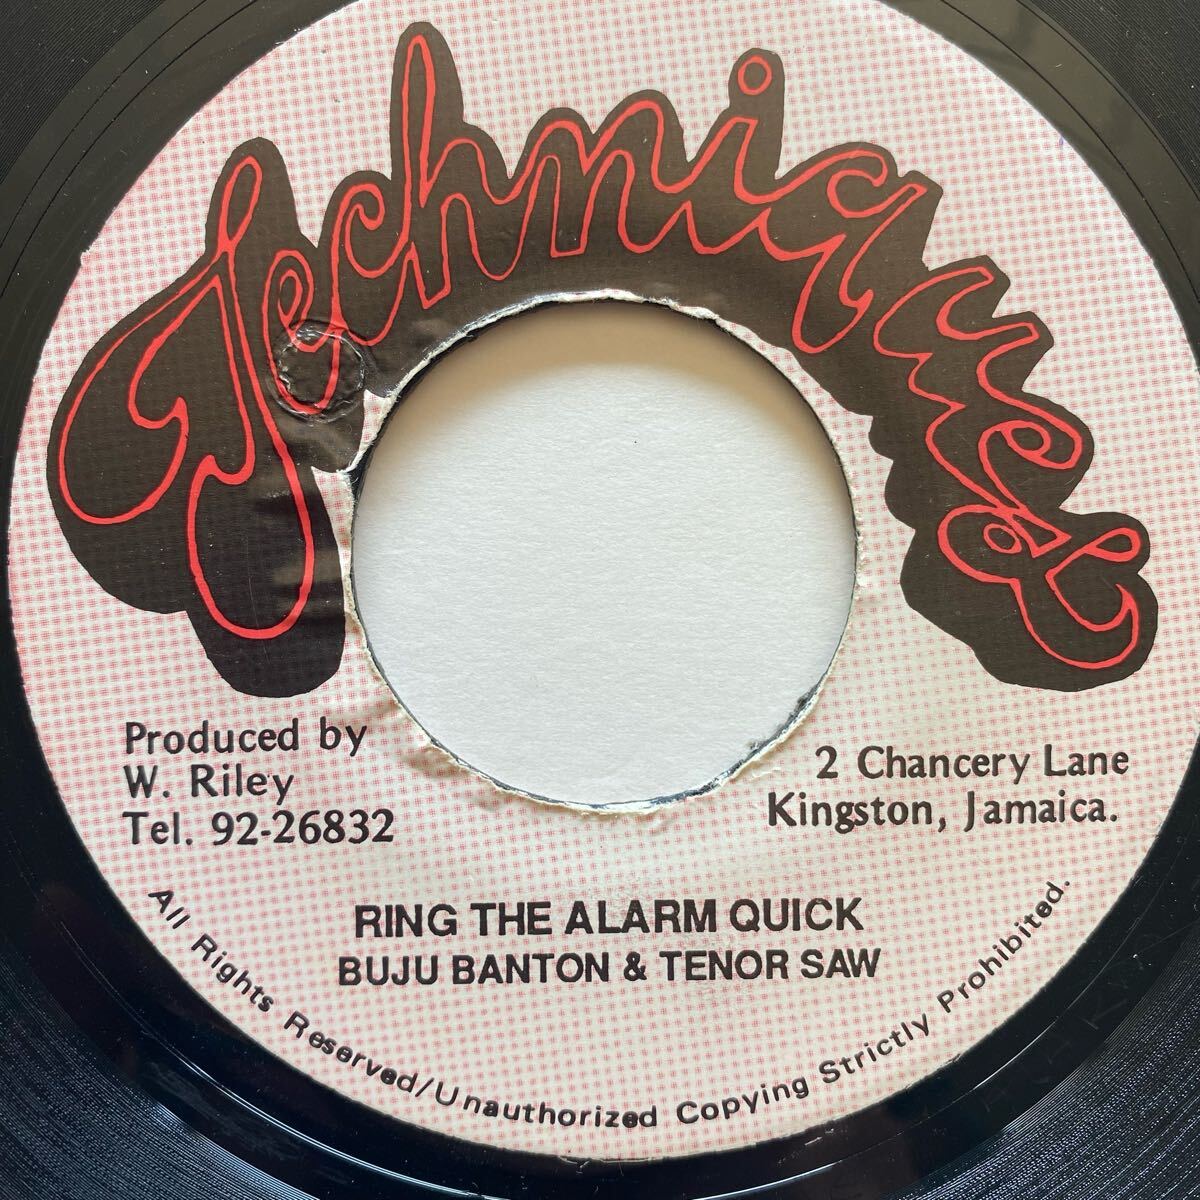 Techniques
Produced by
W. Riley
Tel. 92-26832
2 Chancery Lane
Kingston, Jamaica.
RING THE ALARM QUICK
BUJU BANTON & TENOR SAW
All Rights Reserved/Unauthorized Copying Strictly Prohibited.